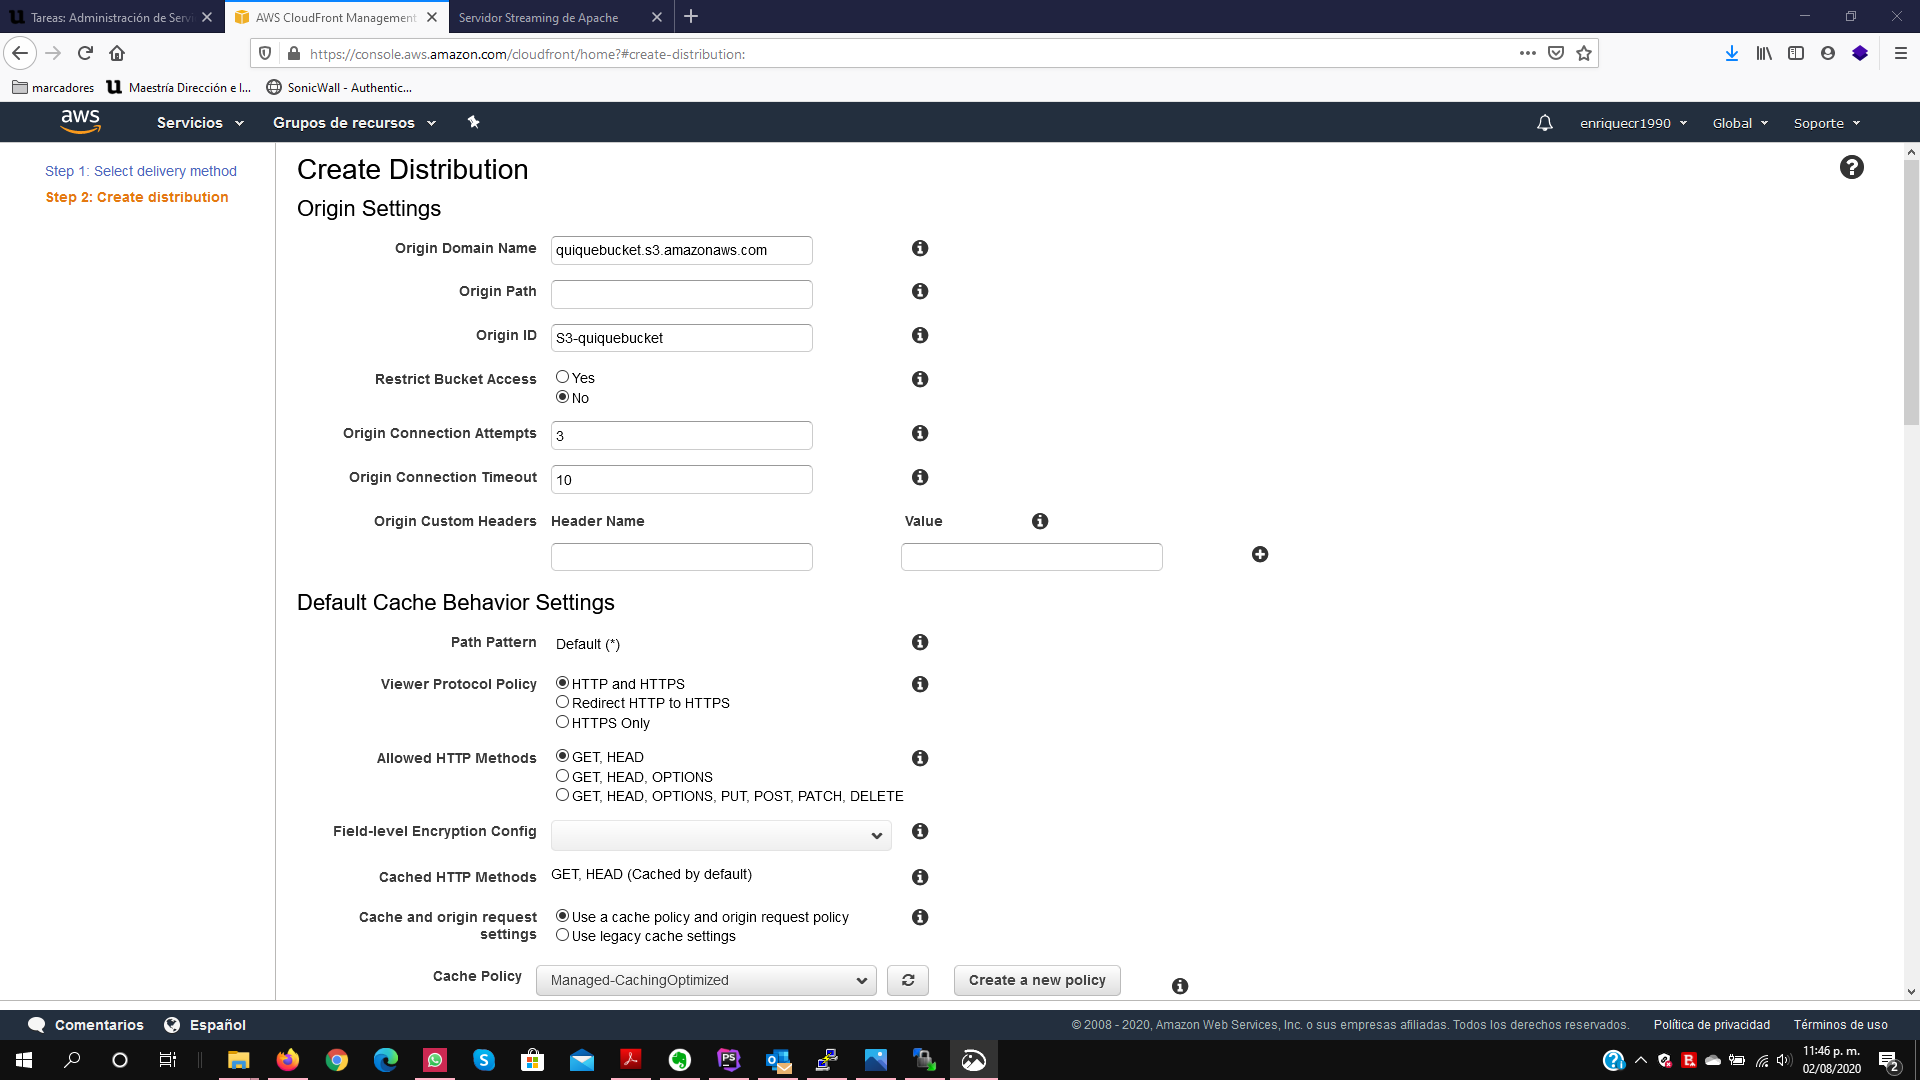 Tareas: Administración de Servi
AWS CloudFront Management
Servidor Streaming de Apache
https://console.aws.amazon.com/cloudfront/home?#create-distribution:
marcadores
Maestría Dirección e I...
SonicWall - Authentic...
aws
Servicios
Grupos de recursos
enriquecr1990
Global
Soporte
Step 1: Select delivery method
Step 2: Create distribution
Create Distribution
Origin Settings
Origin Domain Name quiquebucket.s3.amazonaws.com
Origin Path
Origin ID S3-quiquebucket
Restrict Bucket Access Yes
No
Origin Connection Attempts 3
Origin Connection Timeout 10
Origin Custom Headers Header Name Value
Default Cache Behavior Settings
Path Pattern Default (*)
Viewer Protocol Policy HTTP and HTTPS
Redirect HTTP to HTTPS
HTTPS Only
Allowed HTTP Methods GET, HEAD
GET, HEAD, OPTIONS
GET, HEAD, OPTIONS, PUT, POST, PATCH, DELETE
Field-level Encryption Config
Cached HTTP Methods GET, HEAD (Cached by default)
Cache and origin request settings Use a cache policy and origin request policy
Use legacy cache settings
Cache Policy Managed-CachingOptimized Create a new policy
Comentarios
Español
© 2008 - 2020, Amazon Web Services, Inc. o sus empresas afiliadas. Todos los derechos reservados.
Política de privacidad
Términos de uso
11:46 p. m.
02/08/2020
2